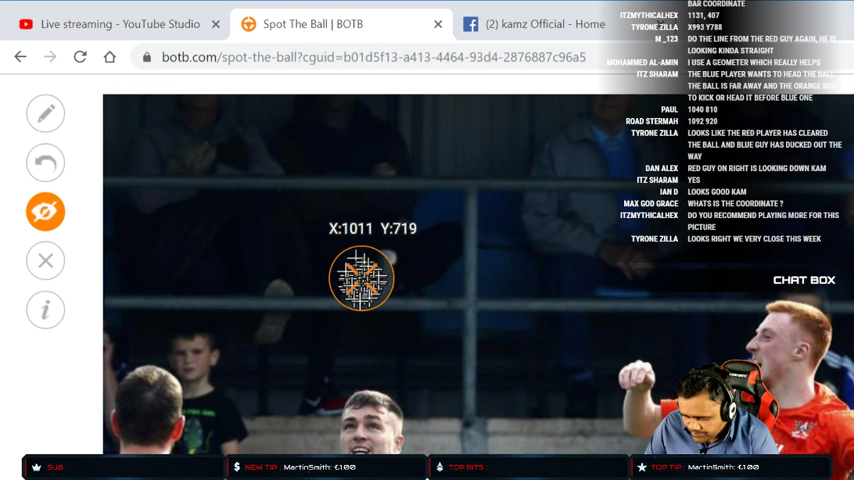 Live streaming - YouTube Studio
Spot The Ball | BOTB
(2) kamz Official - Home
botb.com/spot-the-ball?cguid=b01d5f13-a413-4464-93d4-2876887c96a5
BAR COORDINATE
ITZMYTHICALHEX 1131, 407
TYRONE ZILLA X993 Y788
M _123 DO THE LINE FROM THE RED GUY AGAIN, HE IS
LOOKING KINDA STRAIGHT
MOHAMMED AL-AMIN I USE A GEOMETER WHICH REALLY HELPS
ITZ SHARAM THE BLUE PLAYER WANTS TO HEAD THE BALL
THE BALL IS FAR AWAY AND THE ORANGE
TO KICK OR HEAD IT BEFORE BLUE ONE
PAUL 1040 810
ROAD STERMAH 1092 920
TYRONE ZILLA LOOKS LIKE THE RED PLAYER HAS CLEARED
THE BALL AND BLUE GUY HAS DUCKED OUT THE
WAY
DAN ALEX RED GUY ON RIGHT IS LOOKING DOWN KAM
ITZ SHARAM YES
IAN D LOOKS GOOD KAM
MAX GOD GRACE WHATS IS THE COORDINATE ?
ITZMYTHICALHEX DO YOU RECOMMEND PLAYING MORE FOR THIS
PICTURE
TYRONE ZILLA LOOKS RIGHT WE VERY CLOSE THIS WEEK
CHAT BOX
X:1011 Y:719
SUB:
NEW TIP: MartinSmith: €100
TOP BITS:
TOP TIP: MartinSmith: €100